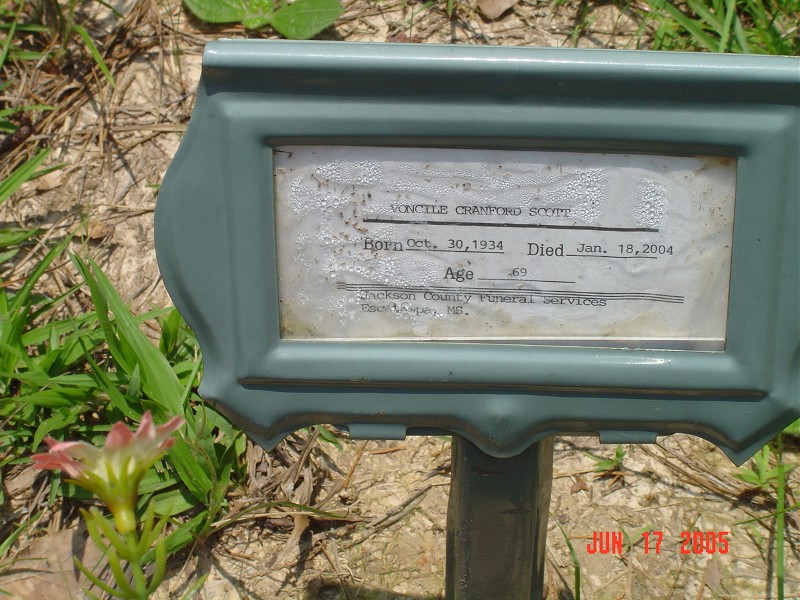 VONCILE CRANFORD SCOTT
Born Oct. 30,1934 Died Jan. 18,2004
Age 69
Jackson County Funeral Services
MS.
JUN 17 2005